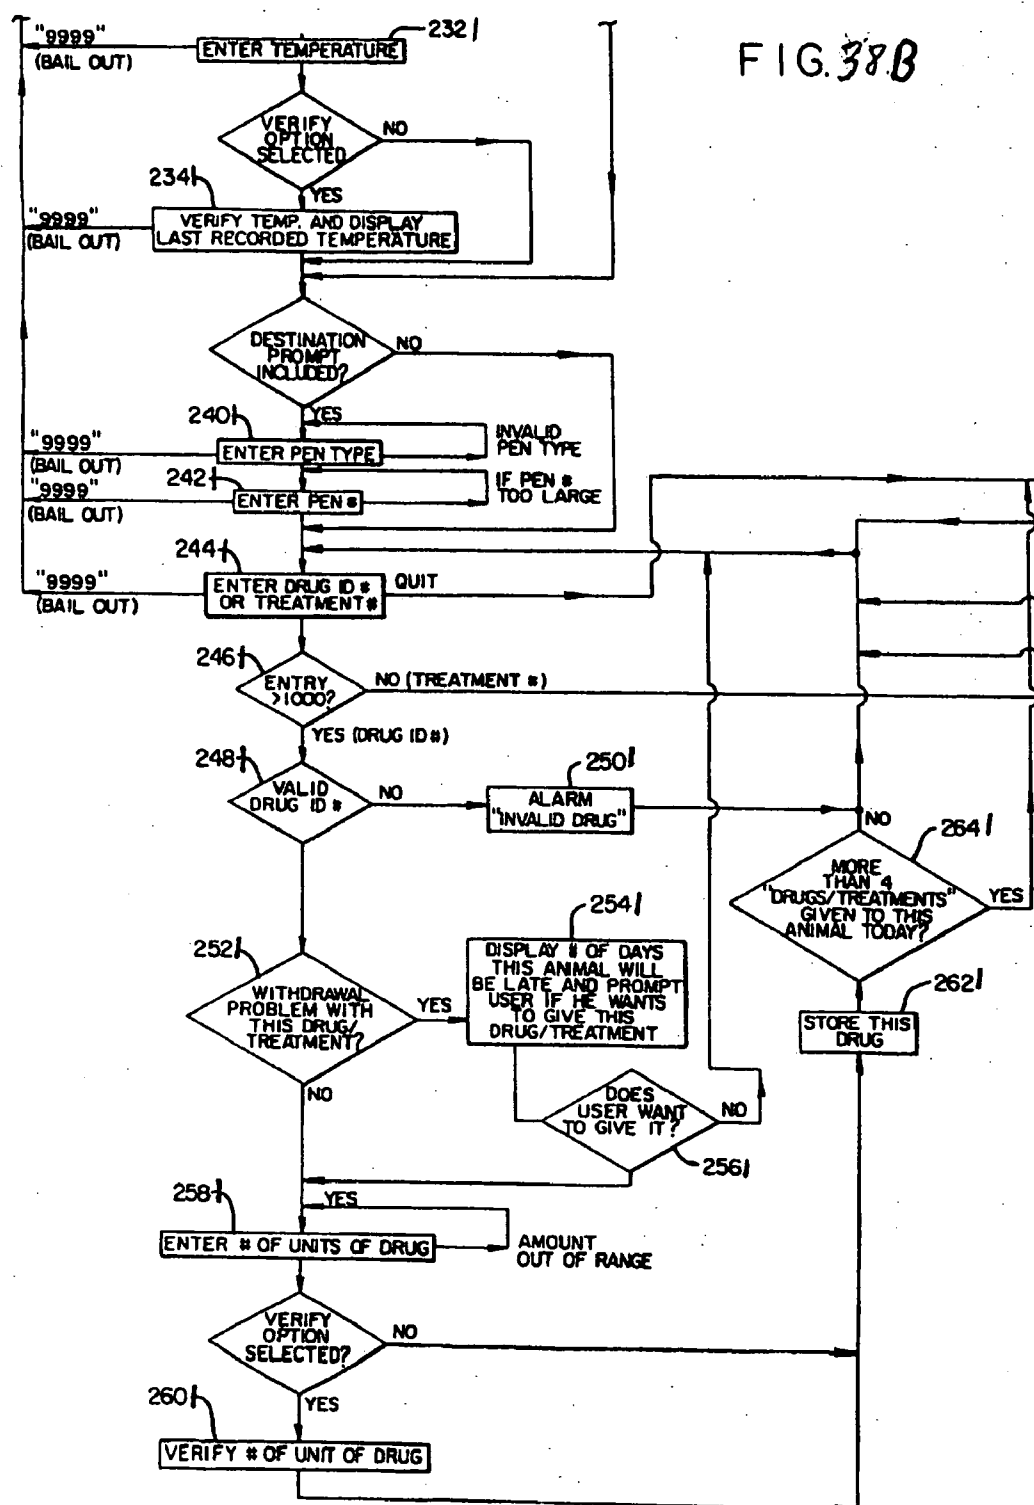 FIG. 38B
"9999"
(BAIL OUT)
ENTER TEMPERATURE
232
VERIFY
OPTION
SELECTED
NO
YES
234
"9999"
(BAIL OUT)
VERIFY TEMP. AND DISPLAY
LAST RECORDED TEMPERATURE
DESTINATION
PROMPT
INCLUDED?
NO
YES
240
"9999"
(BAIL OUT)
ENTER PEN TYPE
INVALID
PEN TYPE
242
"9999"
(BAIL OUT)
ENTER PEN #
IF PEN #
TOO LARGE
244
"9999"
(BAIL OUT)
ENTER DRUG ID #
OR TREATMENT #
QUIT
246
ENTRY
>1000?
NO (TREATMENT #)
YES (DRUG ID #)
248
VALID
DRUG ID #
NO
250
ALARM
"INVALID DRUG"
NO
264
MORE
THAN 4
"DRUGS/TREATMENTS"
GIVEN TO THIS
ANIMAL TODAY?
YES
252
WITHDRAWAL
PROBLEM WITH
THIS DRUG/
TREATMENT?
YES
NO
254
DISPLAY # OF DAYS
THIS ANIMAL WILL
BE LATE AND PROMPT
USER IF HE WANTS
TO GIVE THIS
DRUG/TREATMENT
262
STORE THIS
DRUG
DOES
USER WANT
TO GIVE IT?
NO
256
YES
258
ENTER # OF UNITS OF DRUG
AMOUNT
OUT OF RANGE
VERIFY
OPTION
SELECTED?
NO
YES
260
VERIFY # OF UNIT OF DRUG